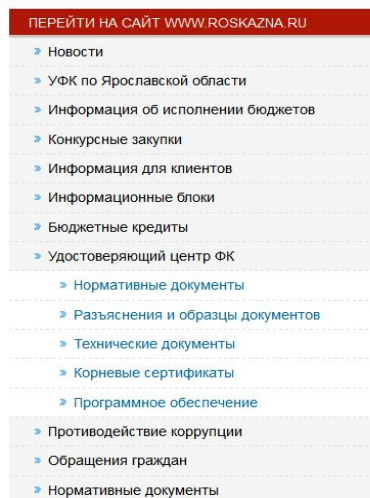 ПЕРЕЙТИ НА САЙТ WWW.ROSKAZNA.RU
» Новости
» УФК по Ярославской области
» Информация об исполнении бюджетов
» Конкурсные закупки
» Информация для клиентов
» Информационные блоки
» Бюджетные кредиты
» Удостоверяющий центр ФК
» Нормативные документы
» Разъяснения и образцы документов
» Технические документы
» Корневые сертификаты
» Программное обеспечение
» Противодействие коррупции
» Обращения граждан
» Нормативные документы